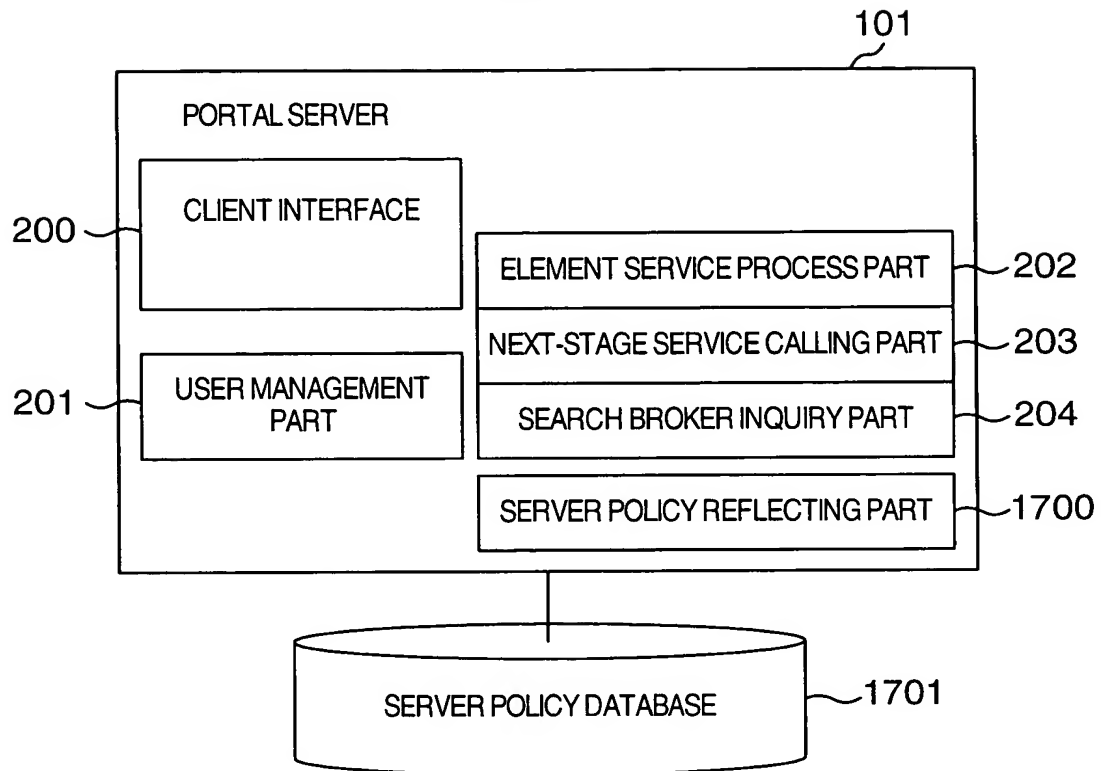 101
PORTAL SERVER
CLIENT INTERFACE
200
ELEMENT SERVICE PROCESS PART
202
NEXT-STAGE SERVICE CALLING PART
203
USER MANAGEMENT
PART
201
SEARCH BROKER INQUIRY PART
204
SERVER POLICY REFLECTING PART
1700
SERVER POLICY DATABASE
1701